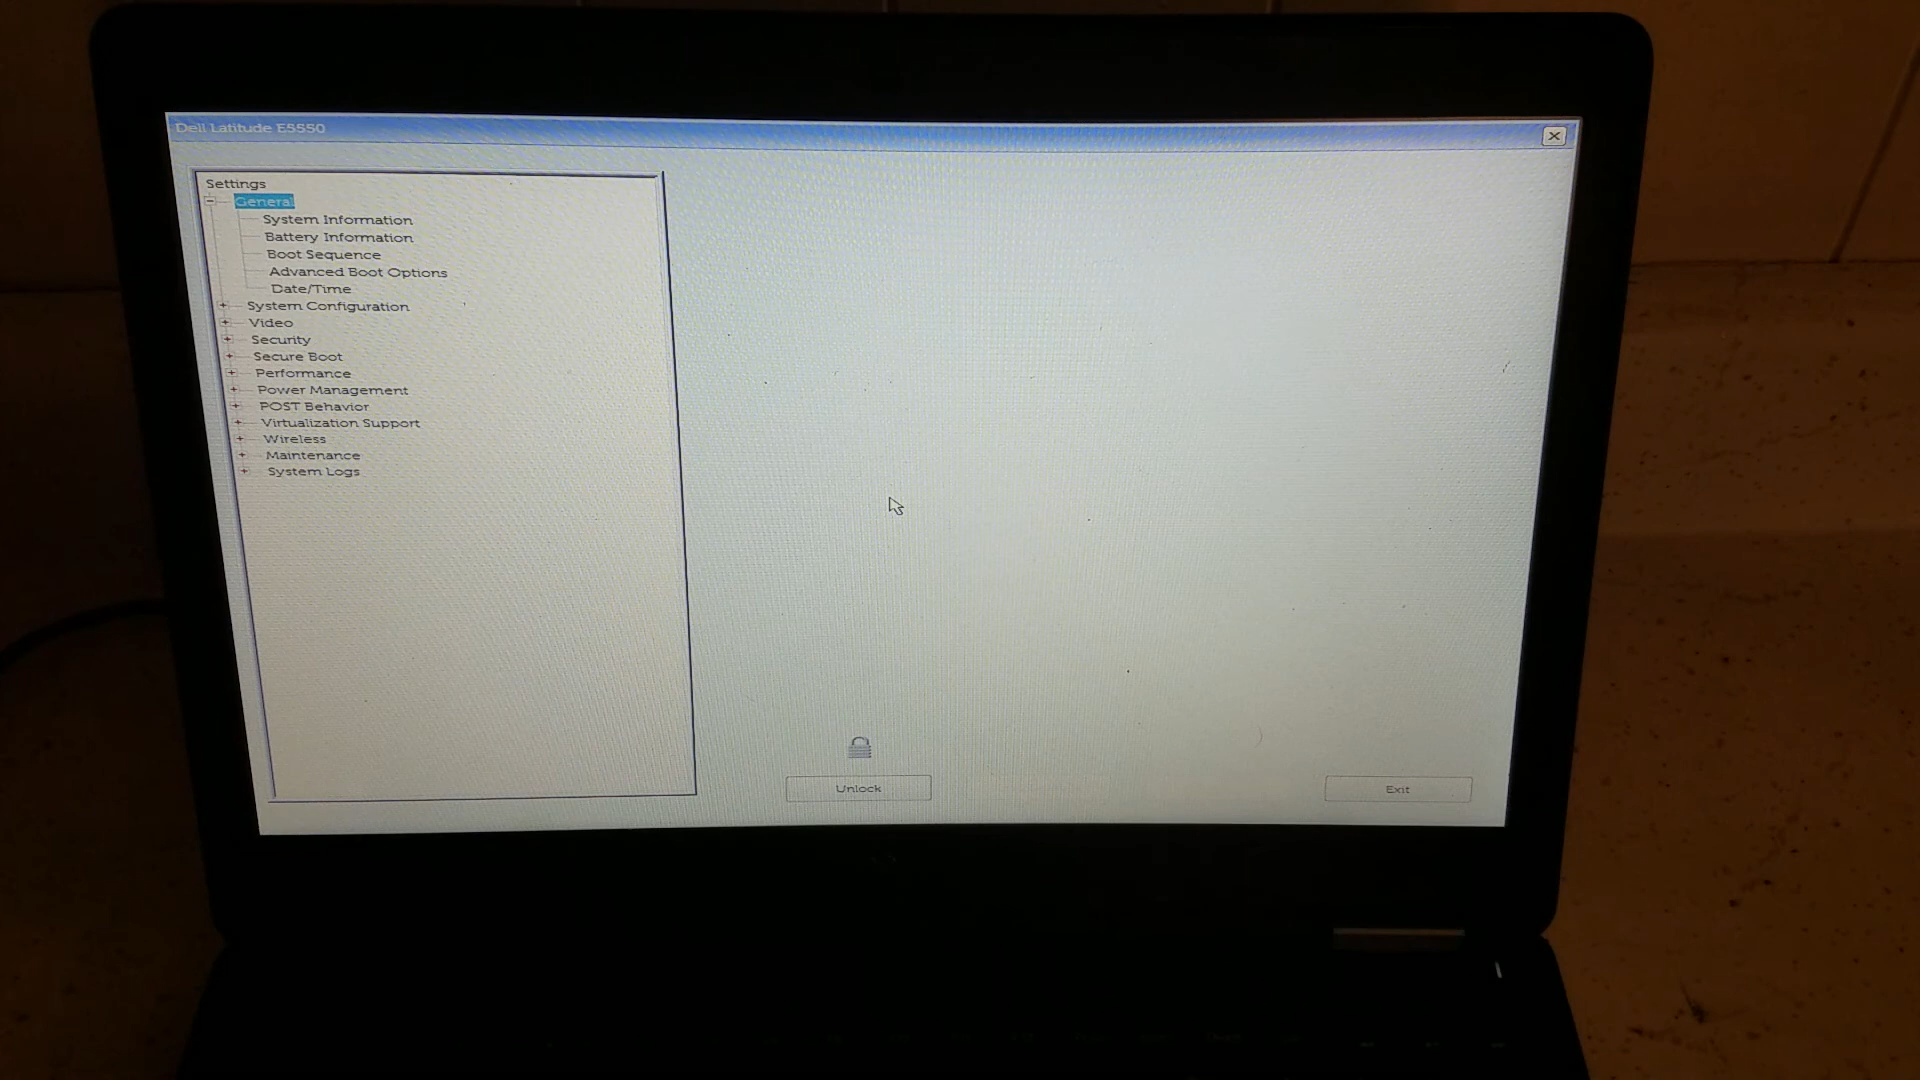 Dell Latitude E5550
Settings
General
System Information
Battery Information
Boot Sequence
Advanced Boot Options
Date/Time
System Configuration
Video
Security
Secure Boot
Performance
Power Management
POST Behavior
Virtualization Support
Wireless
Maintenance
System Logs
Unlock
Exit